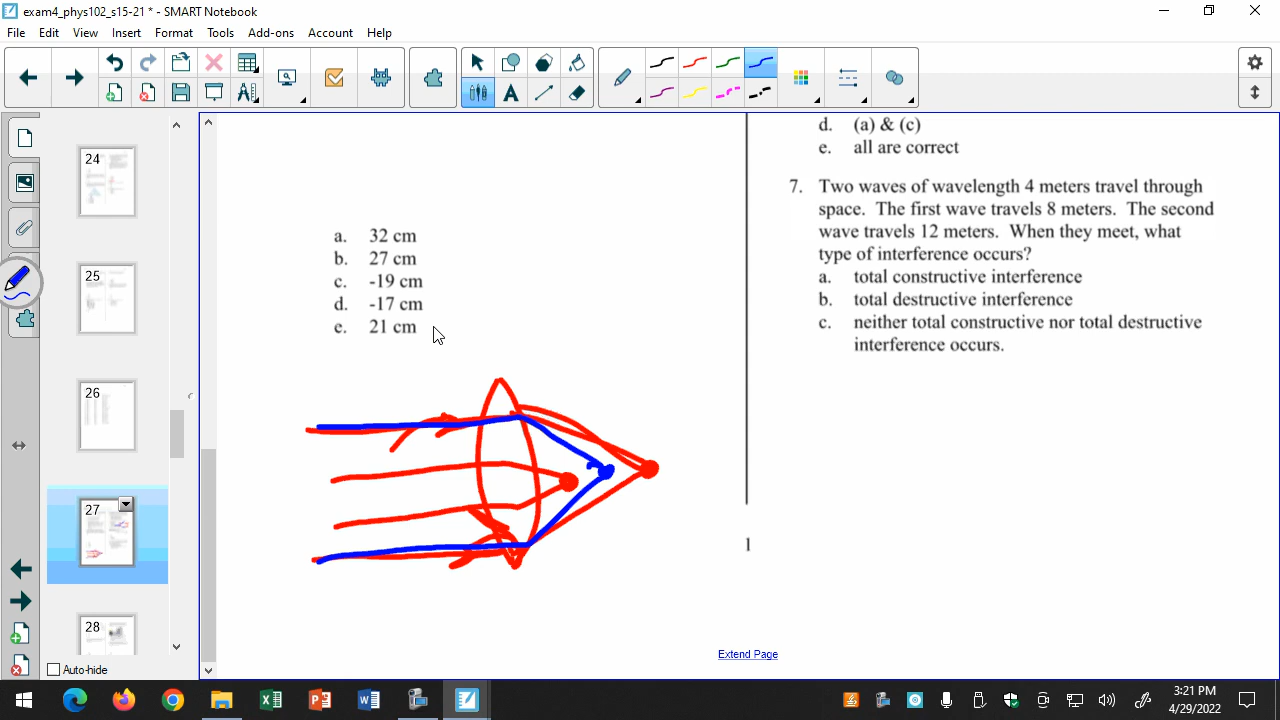 exam4_phys102_s15-21 * - SMART Notebook
File Edit View Insert Format Tools Add-ons Account Help
24
25
26
27
28
Auto-hide
a. 32 cm
b. 27 cm
c. -19 cm
d. -17 cm
e. 21 cm
d. (a) & (c)
e. all are correct
7. Two waves of wavelength 4 meters travel through
space. The first wave travels 8 meters. The second
wave travels 12 meters. When they meet, what
type of interference occurs?
a. total constructive interference
b. total destructive interference
c. neither total constructive nor total destructive
interference occurs.
1
Extend Page
3:21 PM
4/29/2022